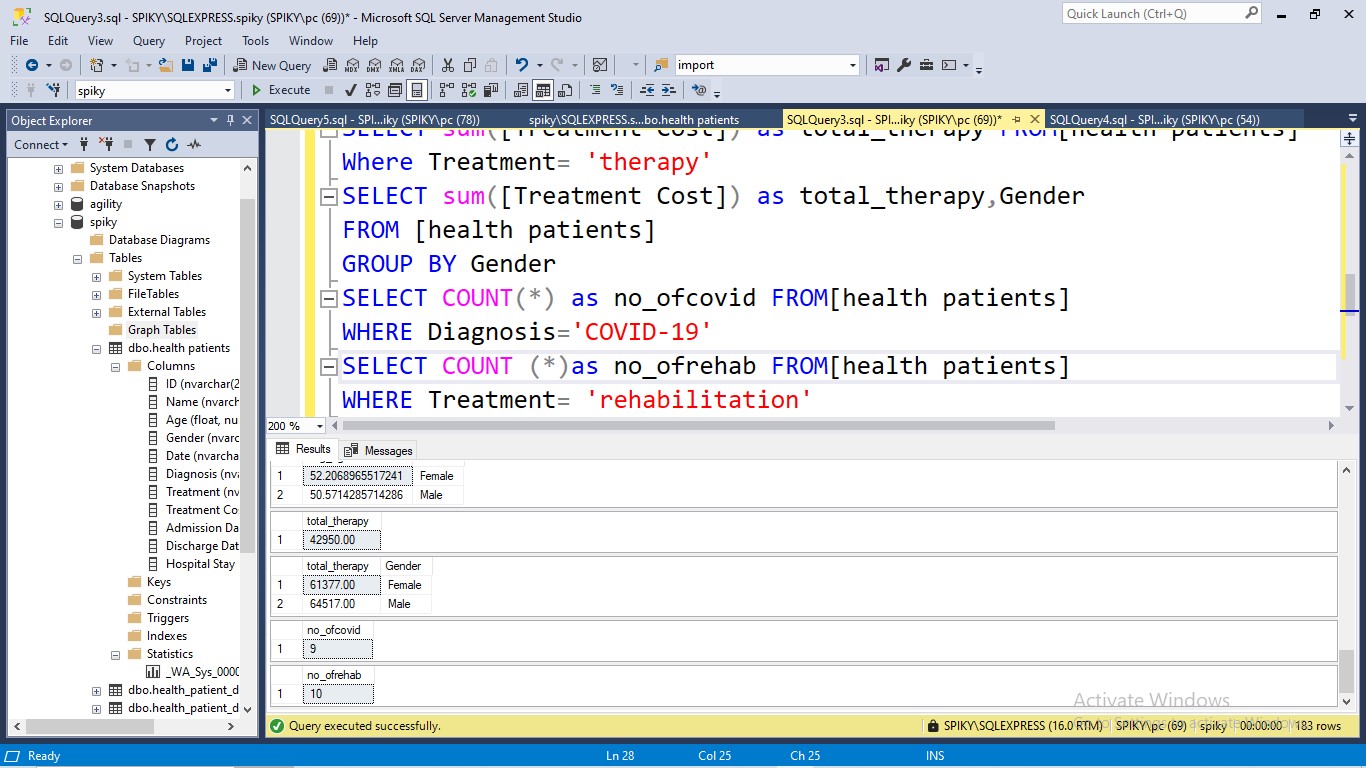 SQLQuery3.sql - SPIKY\SQLEXPRESS.spiky (SPIKY\pc (69))* - Microsoft SQL Server Management Studio
Quick Launch (Ctrl+Q)
File Edit View Query Project Tools Window Help
New Query MDX DMX XMLA DAX import
spiky Execute
Object Explorer
Connect
System Databases
Database Snapshots
agility
spiky
Database Diagrams
Tables
System Tables
FileTables
External Tables
Graph Tables
dbo.health patients
Columns
ID (nvarchar(2
Name (nvarch
Age (float, nu
Gender (nvarc
Date (nvarcha
Diagnosis (nv
Treatment (nv
Treatment Co
Admission Da
Discharge Dat
Hospital Stay
Keys
Constraints
Triggers
Indexes
Statistics
_WA_Sys_0000
dbo.health_patient_d
dbo.health_patient_d
SQLQuery5.sql - SPI...iky (SPIKY\pc (78)) spiky\SQLEXPRESS.s...bo.health patients SQLQuery3.sql - SPI...iky (SPIKY\pc (69))* SQLQuery4.sql - SPI...iky (SPIKY\pc (54))
SELECT sum([Treatment Cost]) as total_therapy FROM[health patients]
Where Treatment= 'therapy'
SELECT sum([Treatment Cost]) as total_therapy,Gender
FROM [health patients]
GROUP BY Gender
SELECT COUNT(*) as no_ofcovid FROM[health patients]
WHERE Diagnosis='COVID-19'
SELECT COUNT (*)as no_ofrehab FROM[health patients]
WHERE Treatment= 'rehabilitation'
200 %
Results Messages
1 52.2068965517241 Female
2 50.5714285714286 Male
total_therapy
1 42950.00
total_therapy Gender
1 61377.00 Female
2 64517.00 Male
no_ofcovid
1 9
no_ofrehab
1 10
Activate Windows
Query executed successfully. SPIKY\SQLEXPRESS (16.0 RTM) SPIKY\pc (69) spiky 00:00:00 183 rows
Ready Ln 28 Col 25 Ch 25 INS